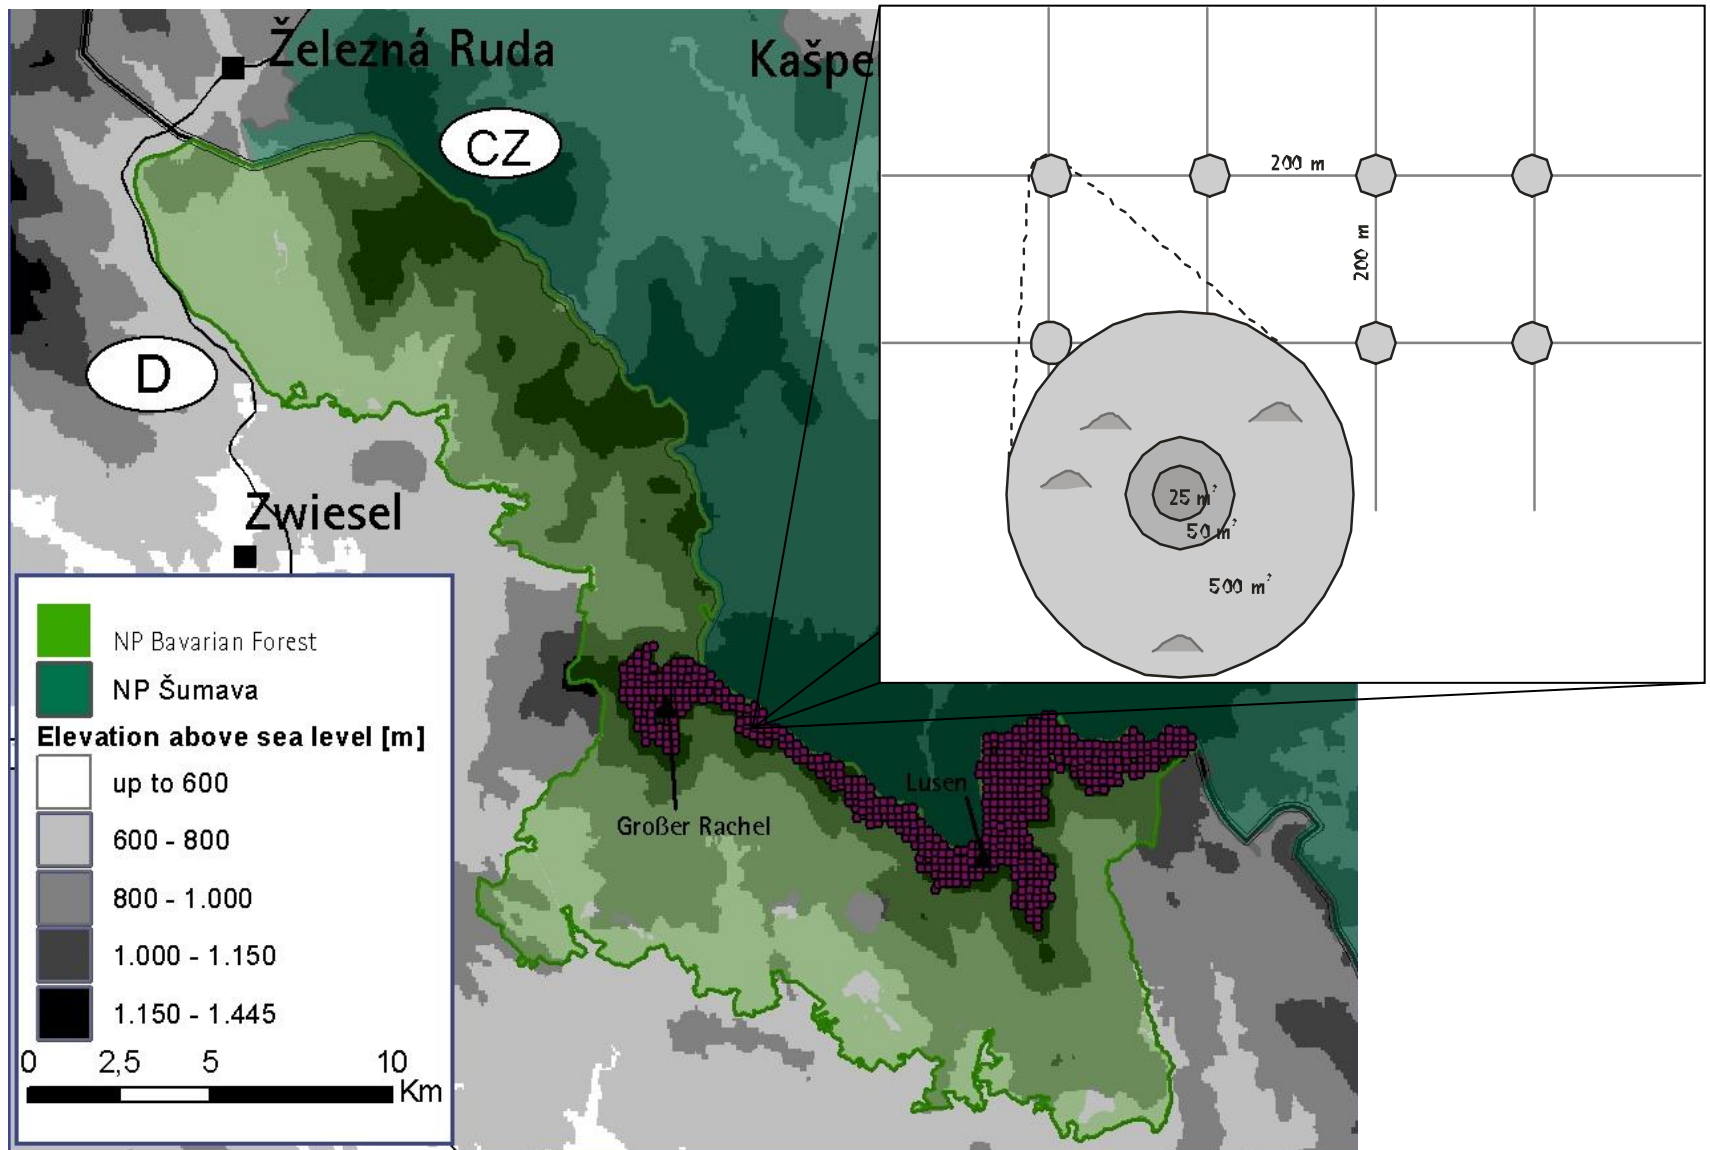 Železná Ruda
Kašpe
CZ
D
Zwiesel
200 m
200 m
25 m²
50 m²
500 m²
Lusen
Großer Rachel
NP Bavarian Forest
NP Šumava
Elevation above sea level [m]
up to 600
600 - 800
800 - 1.000
1.000 - 1.150
1.150 - 1.445
0 2,5 5 10
Km